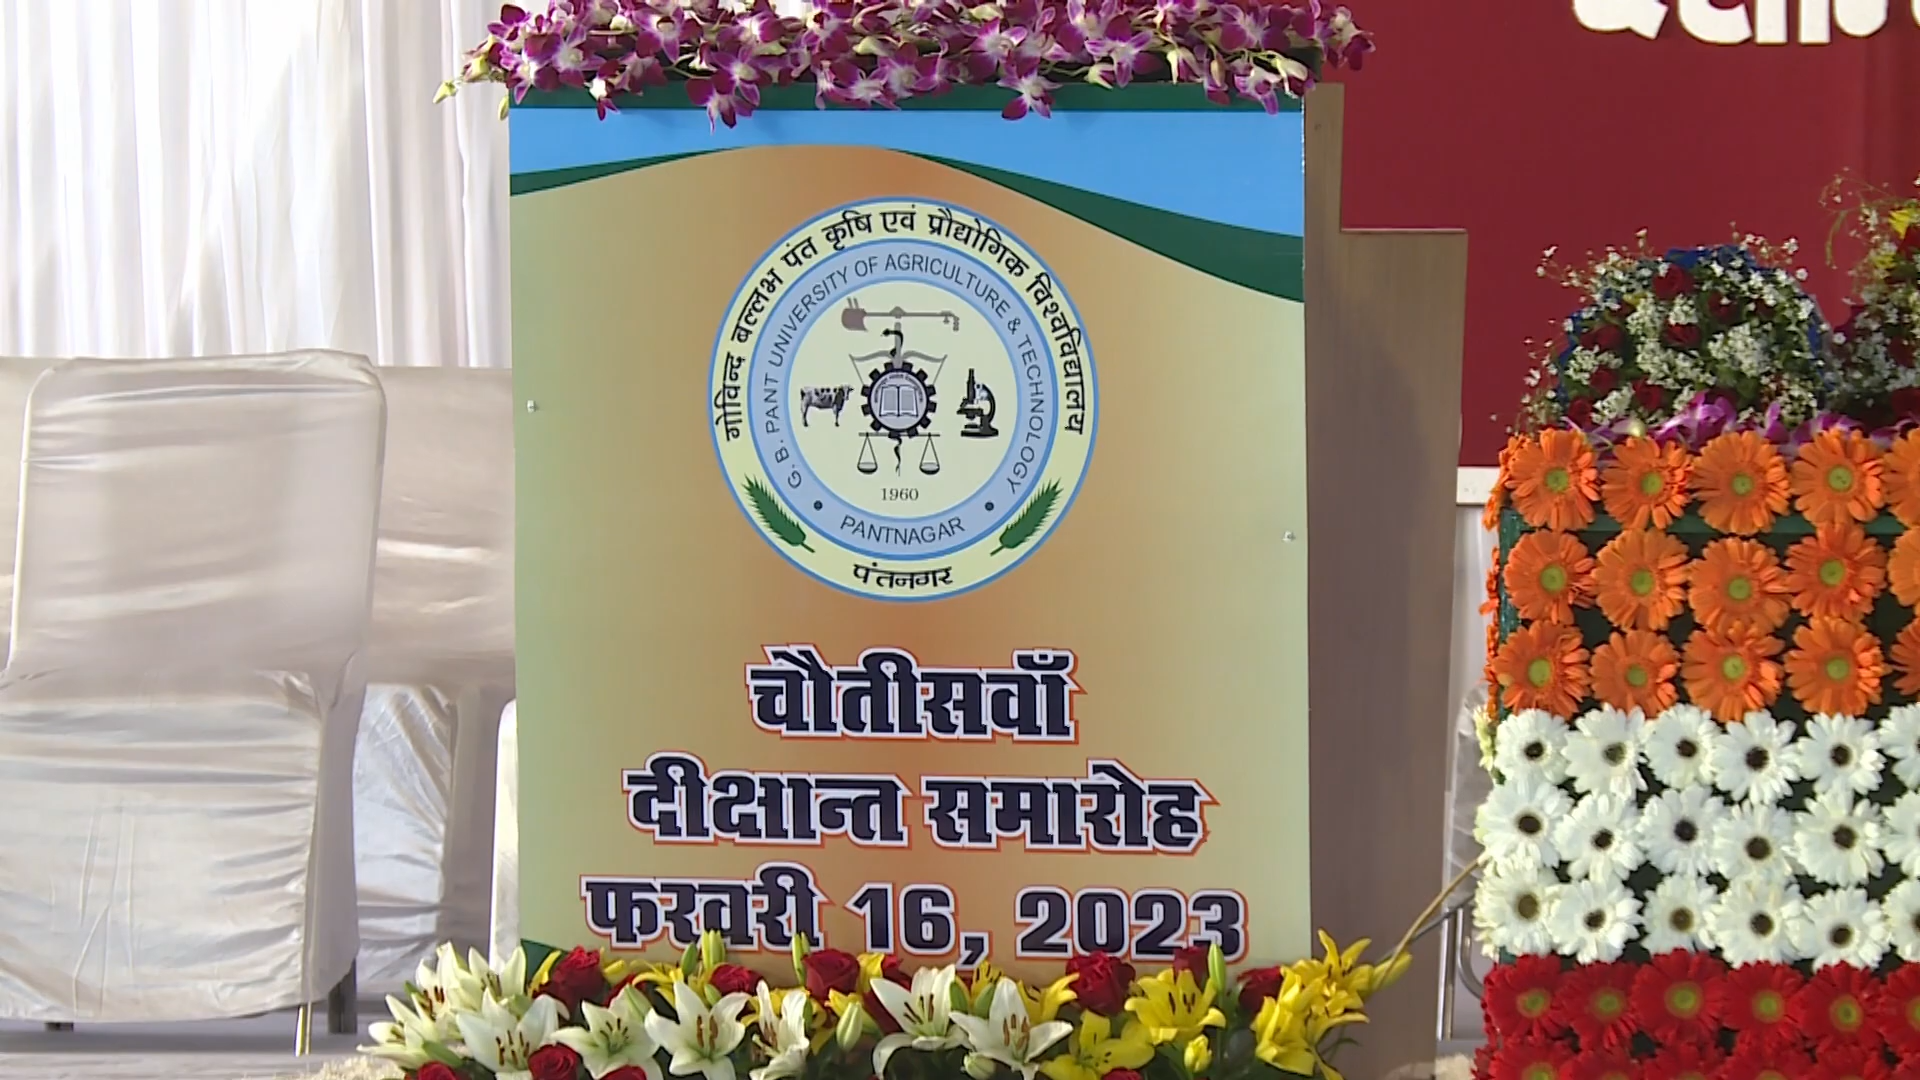 गोविन्द बल्लभ पंत कृषि एवं प्रौद्योगिक विश्वविद्यालय
G. B. PANT UNIVERSITY OF AGRICULTURE & TECHNOLOGY
1960
PANTNAGAR
पंतनगर
चौतीसवाँ
दीक्षान्त समारोह
फरवरी 16, 2023